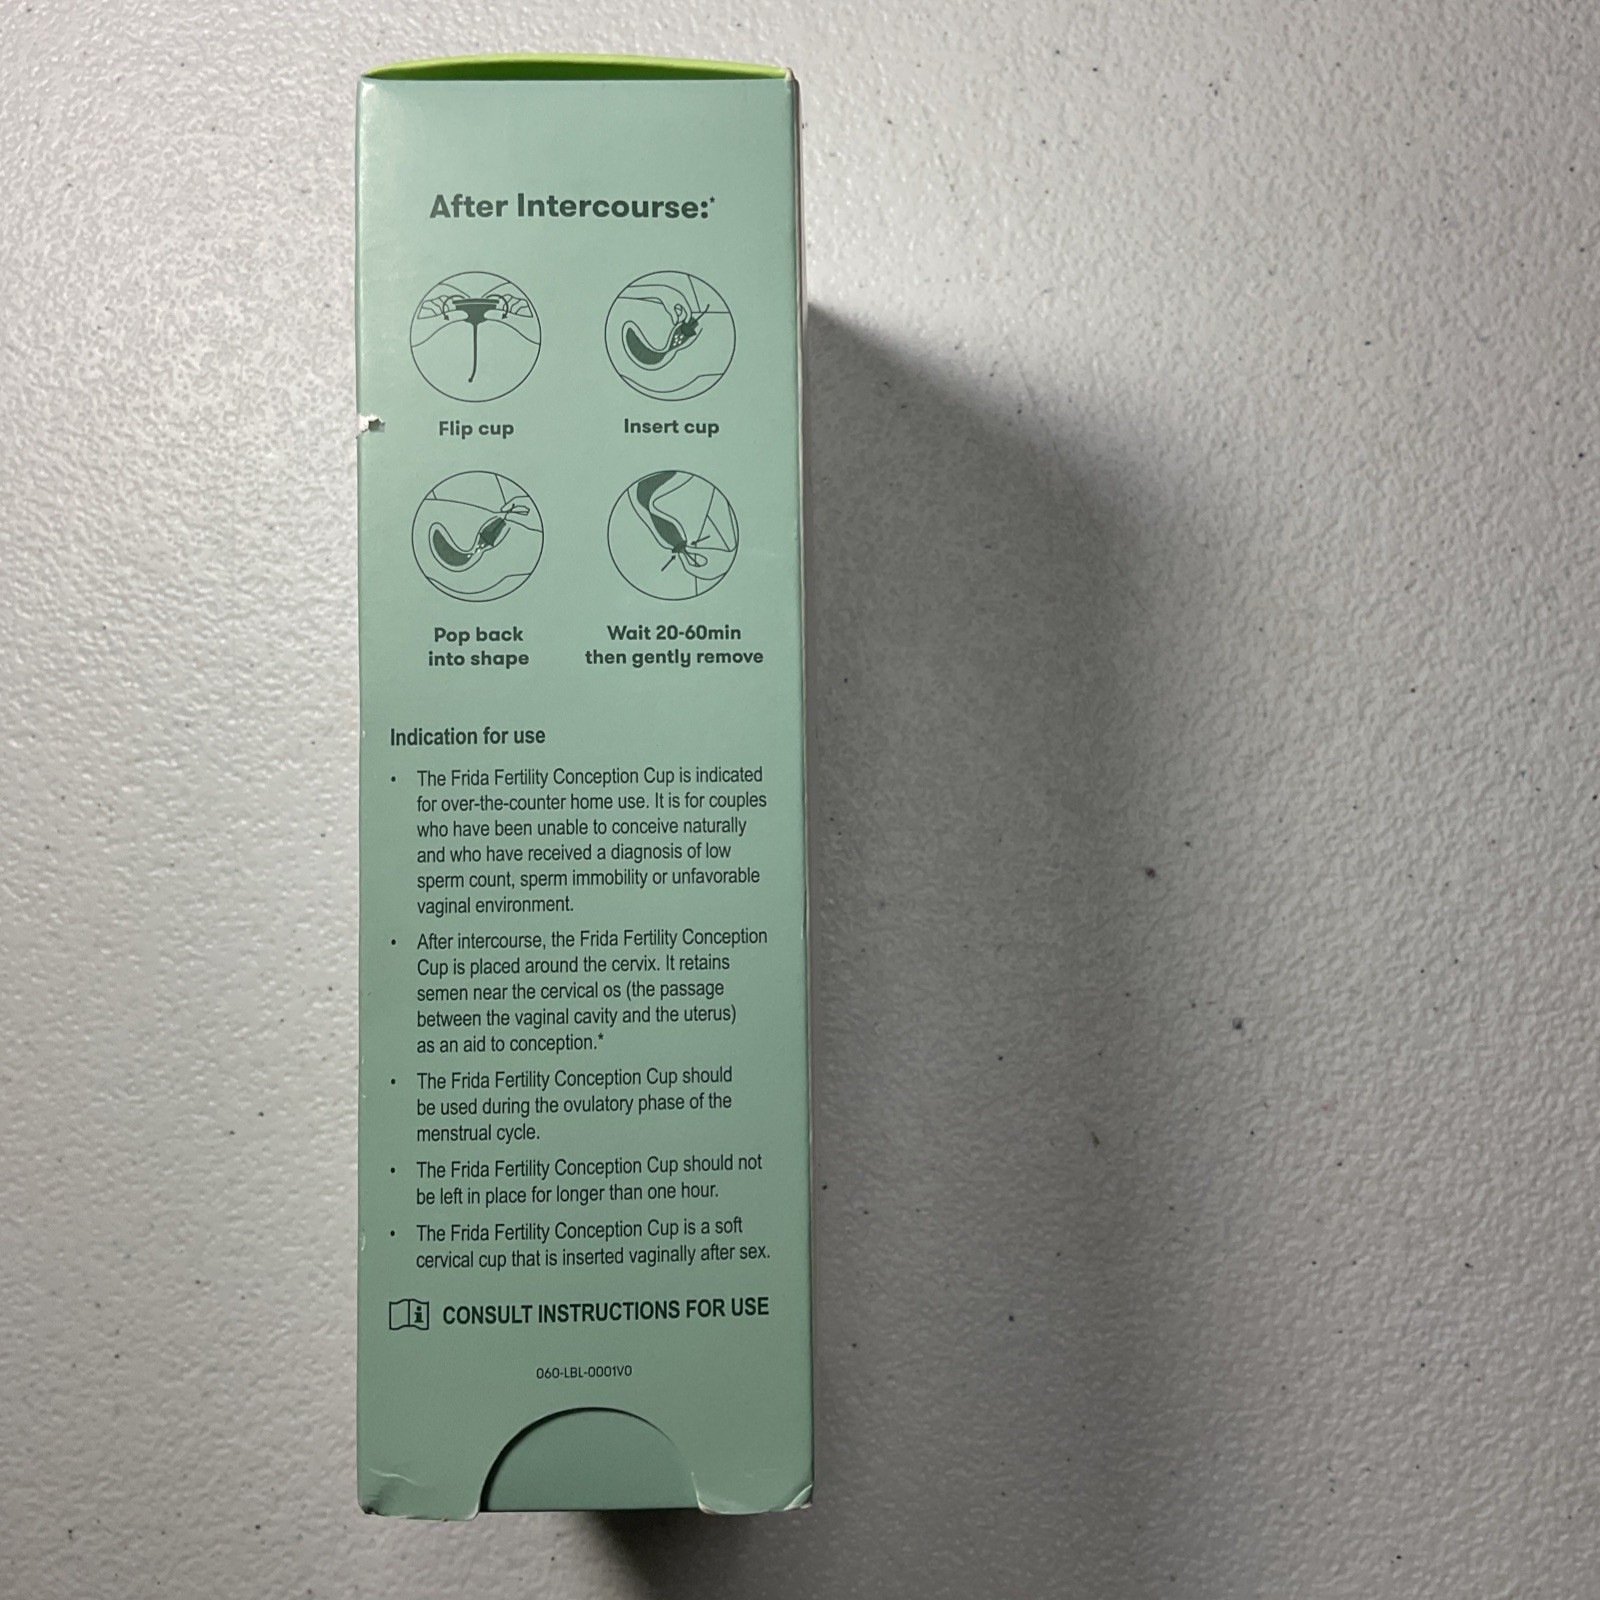 After Intercourse:*
Flip cup
Insert cup
Pop back
into shape
Wait 20-60min
then gently remove
Indication for use
• The Frida Fertility Conception Cup is indicated
for over-the-counter home use. It is for couples
who have been unable to conceive naturally
and who have received a diagnosis of low
sperm count, sperm immobility or unfavorable
vaginal environment.
• After intercourse, the Frida Fertility Conception
Cup is placed around the cervix. It retains
semen near the cervical os (the passage
between the vaginal cavity and the uterus)
as an aid to conception.*
• The Frida Fertility Conception Cup should
be used during the ovulatory phase of the
menstrual cycle.
• The Frida Fertility Conception Cup should not
be left in place for longer than one hour.
• The Frida Fertility Conception Cup is a soft
cervical cup that is inserted vaginally after sex.
i CONSULT INSTRUCTIONS FOR USE
060-LBL-0001V0